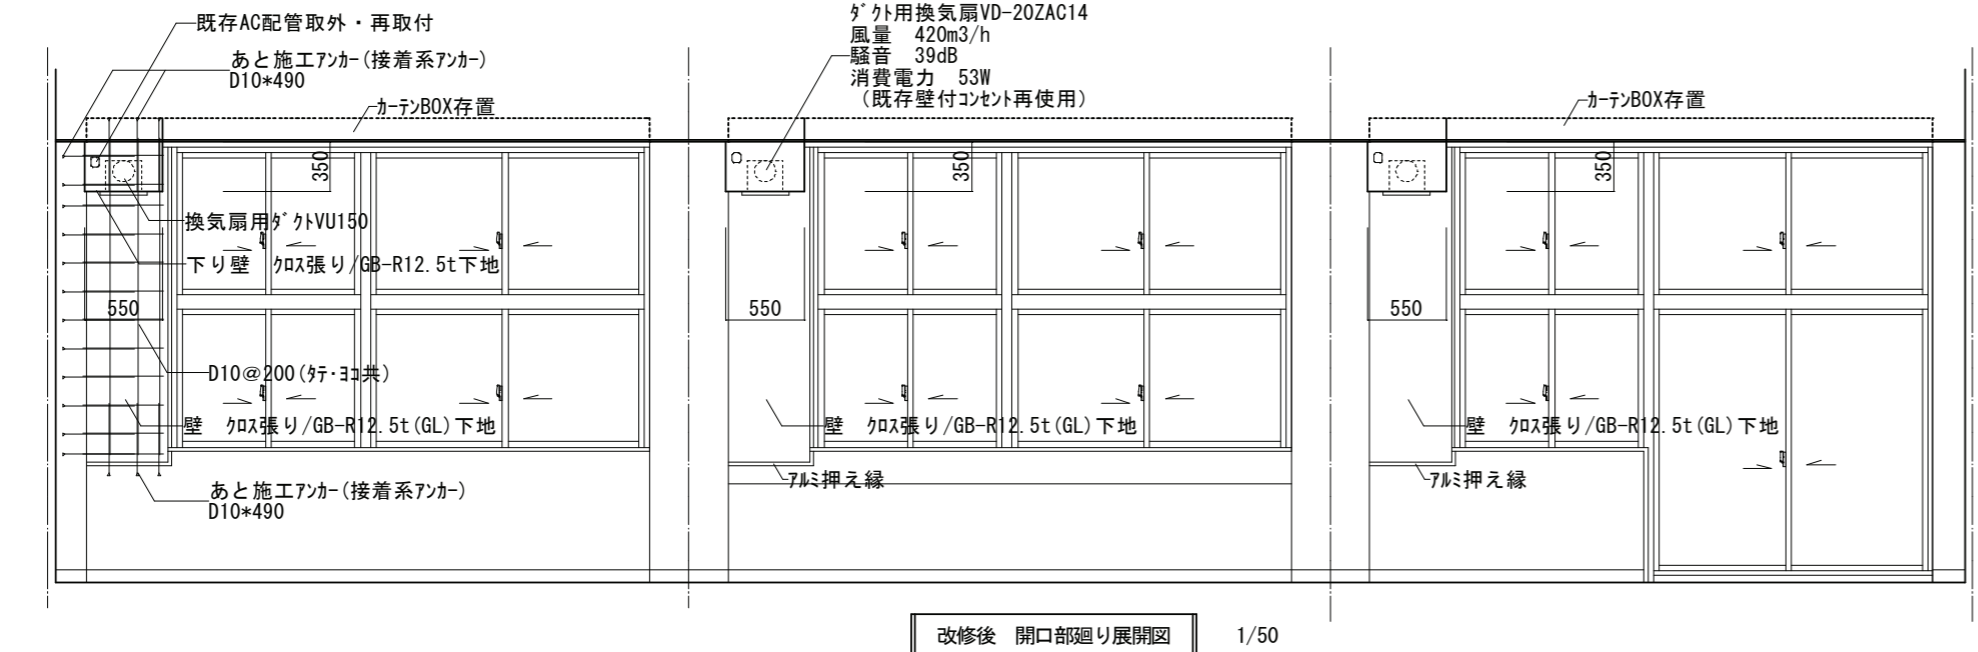 既存AC配管取外・再取付
あと施工ｱﾝｶｰ(接着系ｱﾝｶｰ)
D10*490
ｶｰﾃﾝBOX存置
ﾀﾞｸﾄ用換気扇VD-20ZAC14
風量　420m3/h
騒音　39dB
消費電力　53W
（既存壁付ｺﾝｾﾝﾄ再使用）
ｶｰﾃﾝBOX存置
350
350
350
換気扇用ﾀﾞｸﾄVU150
下り壁　ｸﾛｽ張り/GB-R12.5t下地
550
550
550
D10@200(ﾀﾃ･ﾖｺ共)
壁　ｸﾛｽ張り/GB-R12.5t(GL)下地
壁　ｸﾛｽ張り/GB-R12.5t(GL)下地
壁　ｸﾛｽ張り/GB-R12.5t(GL)下地
ｱﾙﾐ押え縁
ｱﾙﾐ押え縁
あと施工ｱﾝｶｰ(接着系ｱﾝｶｰ)
D10*490
改修後　開口部廻り展開図　1/50